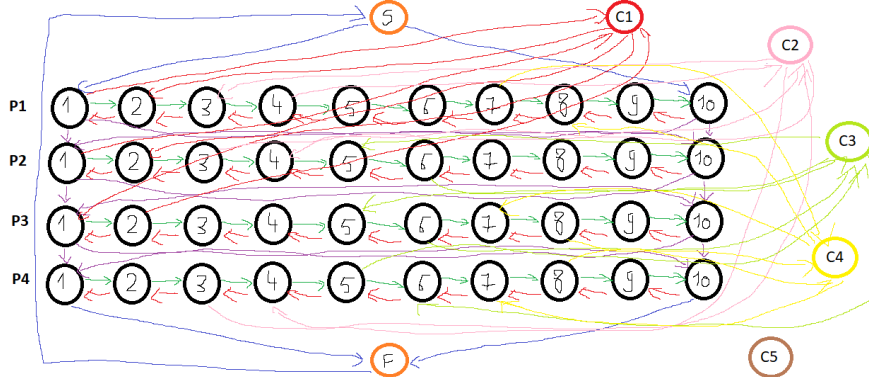 S C1
C2
P1 1 2 3 4 5 6 7 8 9 10
P2 1 2 3 4 5 6 7 8 9 10
C3
P3 1 2 3 4 5 6 7 8 9 10
C4
P4 1 2 3 4 5 6 7 8 9 10
F C5